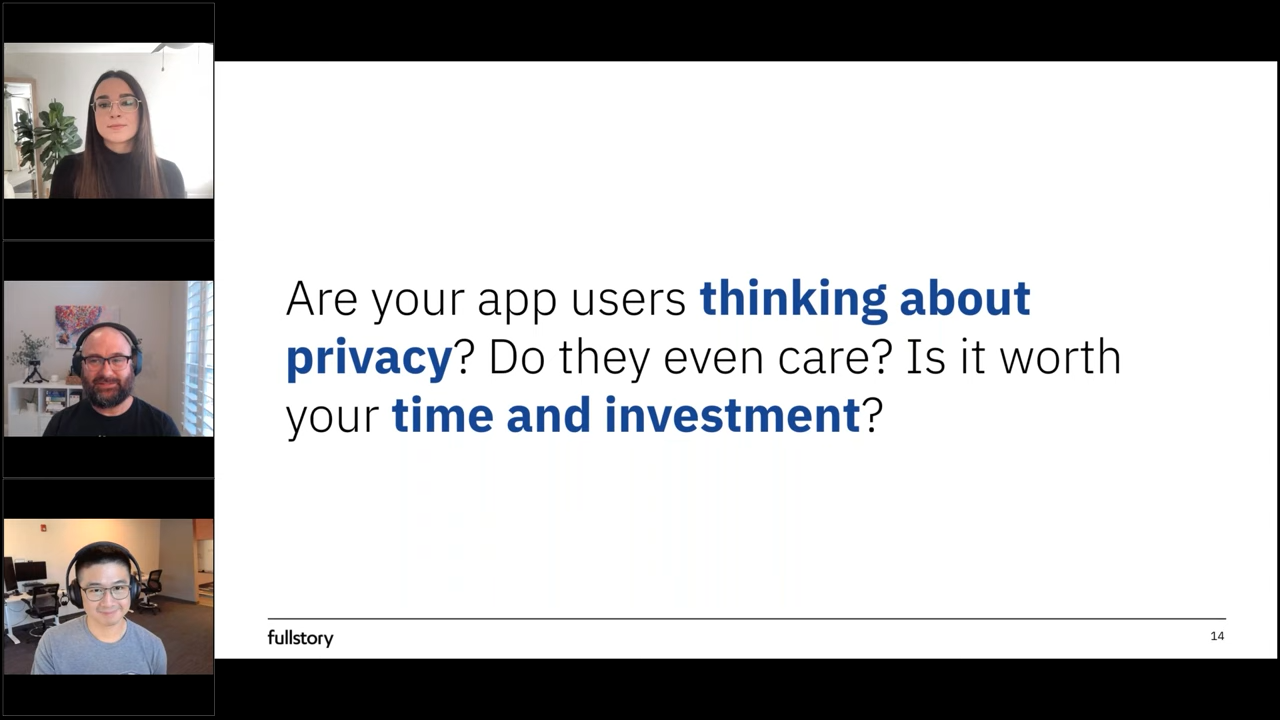 Are your app users thinking about
privacy? Do they even care? Is it worth
your time and investment?
fullstory
14